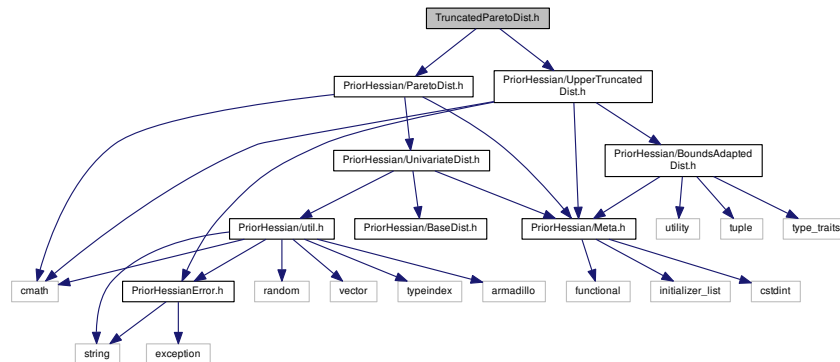 TruncatedParetoDist.h
PriorHessian/ParetoDist.h
PriorHessian/UpperTruncated
Dist.h
PriorHessian/UnivariateDist.h
PriorHessian/BoundsAdapted
Dist.h
PriorHessian/util.h
PriorHessian/BaseDist.h
PriorHessian/Meta.h
utility
tuple
type_traits
cmath
PriorHessianError.h
random
vector
typeindex
armadillo
functional
initializer_list
cstdint
string
exception